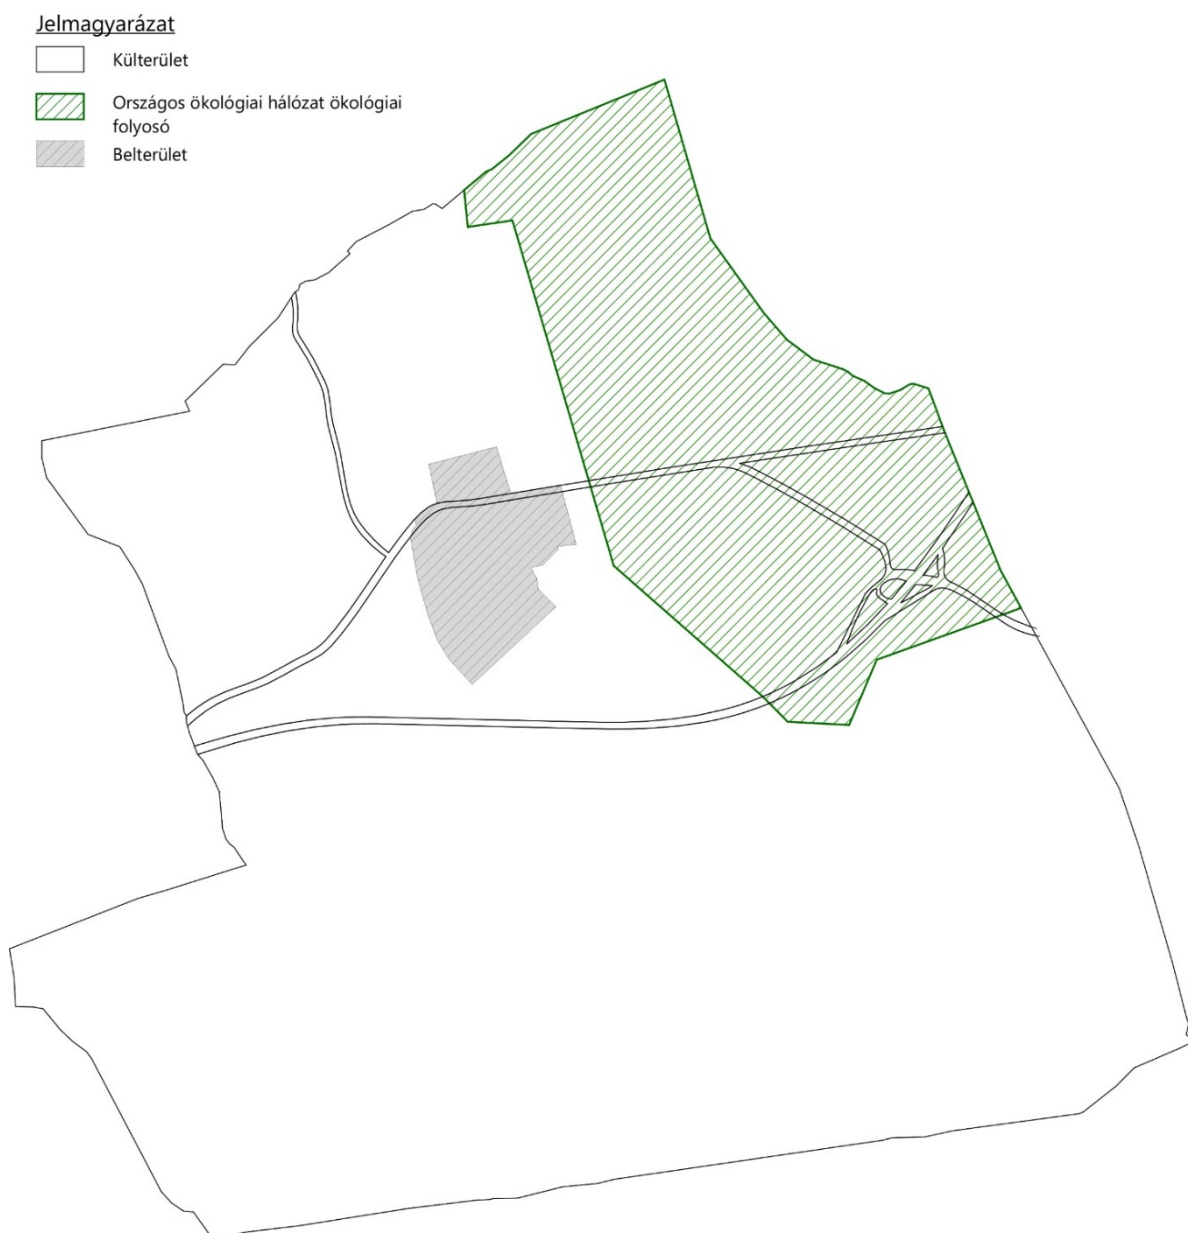 Jelmagyarázat
Külterület
Országos ökológiai hálózat ökológiai
folyosó
Belterület